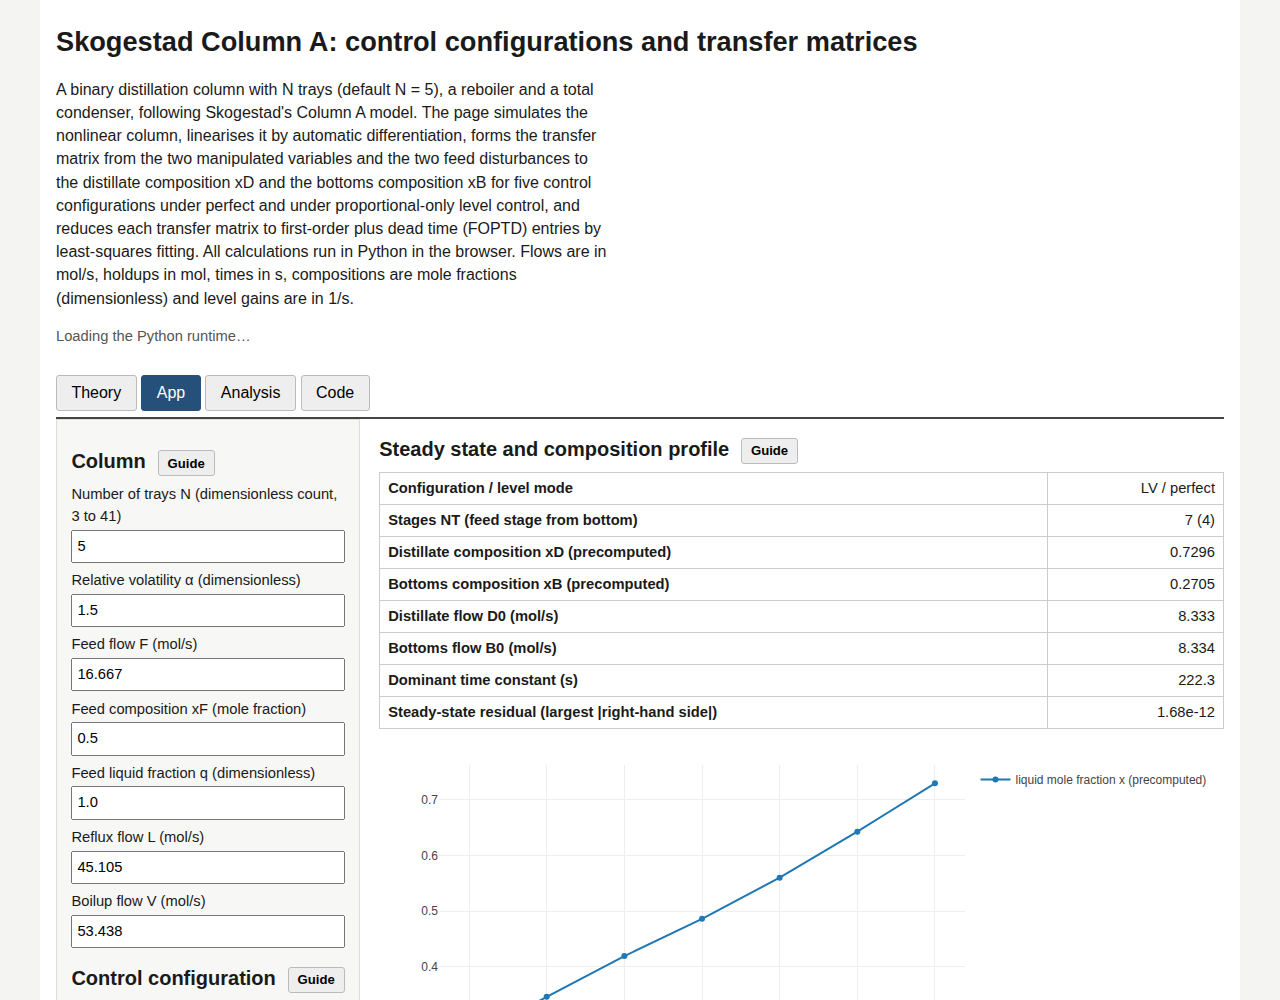 Skogestad Column A: control configurations and transfer matrices
A binary distillation column with N trays (default N = 5), a reboiler and a total
condenser, following Skogestad's Column A model. The page simulates the
nonlinear column, linearises it by automatic differentiation, forms the transfer
matrix from the two manipulated variables and the two feed disturbances to
the distillate composition xD and the bottoms composition xB for five control
configurations under perfect and under proportional-only level control, and
reduces each transfer matrix to first-order plus dead time (FOPTD) entries by
least-squares fitting. All calculations run in Python in the browser. Flows are in
mol/s, holdups in mol, times in s, compositions are mole fractions
(dimensionless) and level gains are in 1/s.
Loading the Python runtime…
Theory App Analysis Code
Column Guide
Number of trays N (dimensionless count,
3 to 41)
5
Relative volatility α (dimensionless)
1.5
Feed flow F (mol/s)
16.667
Feed composition xF (mole fraction)
0.5
Feed liquid fraction q (dimensionless)
1.0
Reflux flow L (mol/s)
45.105
Boilup flow V (mol/s)
53.438
Control configuration Guide
Steady state and composition profile Guide
Configuration / level mode LV / perfect
Stages NT (feed stage from bottom) 7 (4)
Distillate composition xD (precomputed) 0.7296
Bottoms composition xB (precomputed) 0.2705
Distillate flow D0 (mol/s) 8.333
Bottoms flow B0 (mol/s) 8.334
Dominant time constant (s) 222.3
Steady-state residual (largest |right-hand side|) 1.68e-12
liquid mole fraction x (precomputed)
0.7
0.6
0.5
0.4